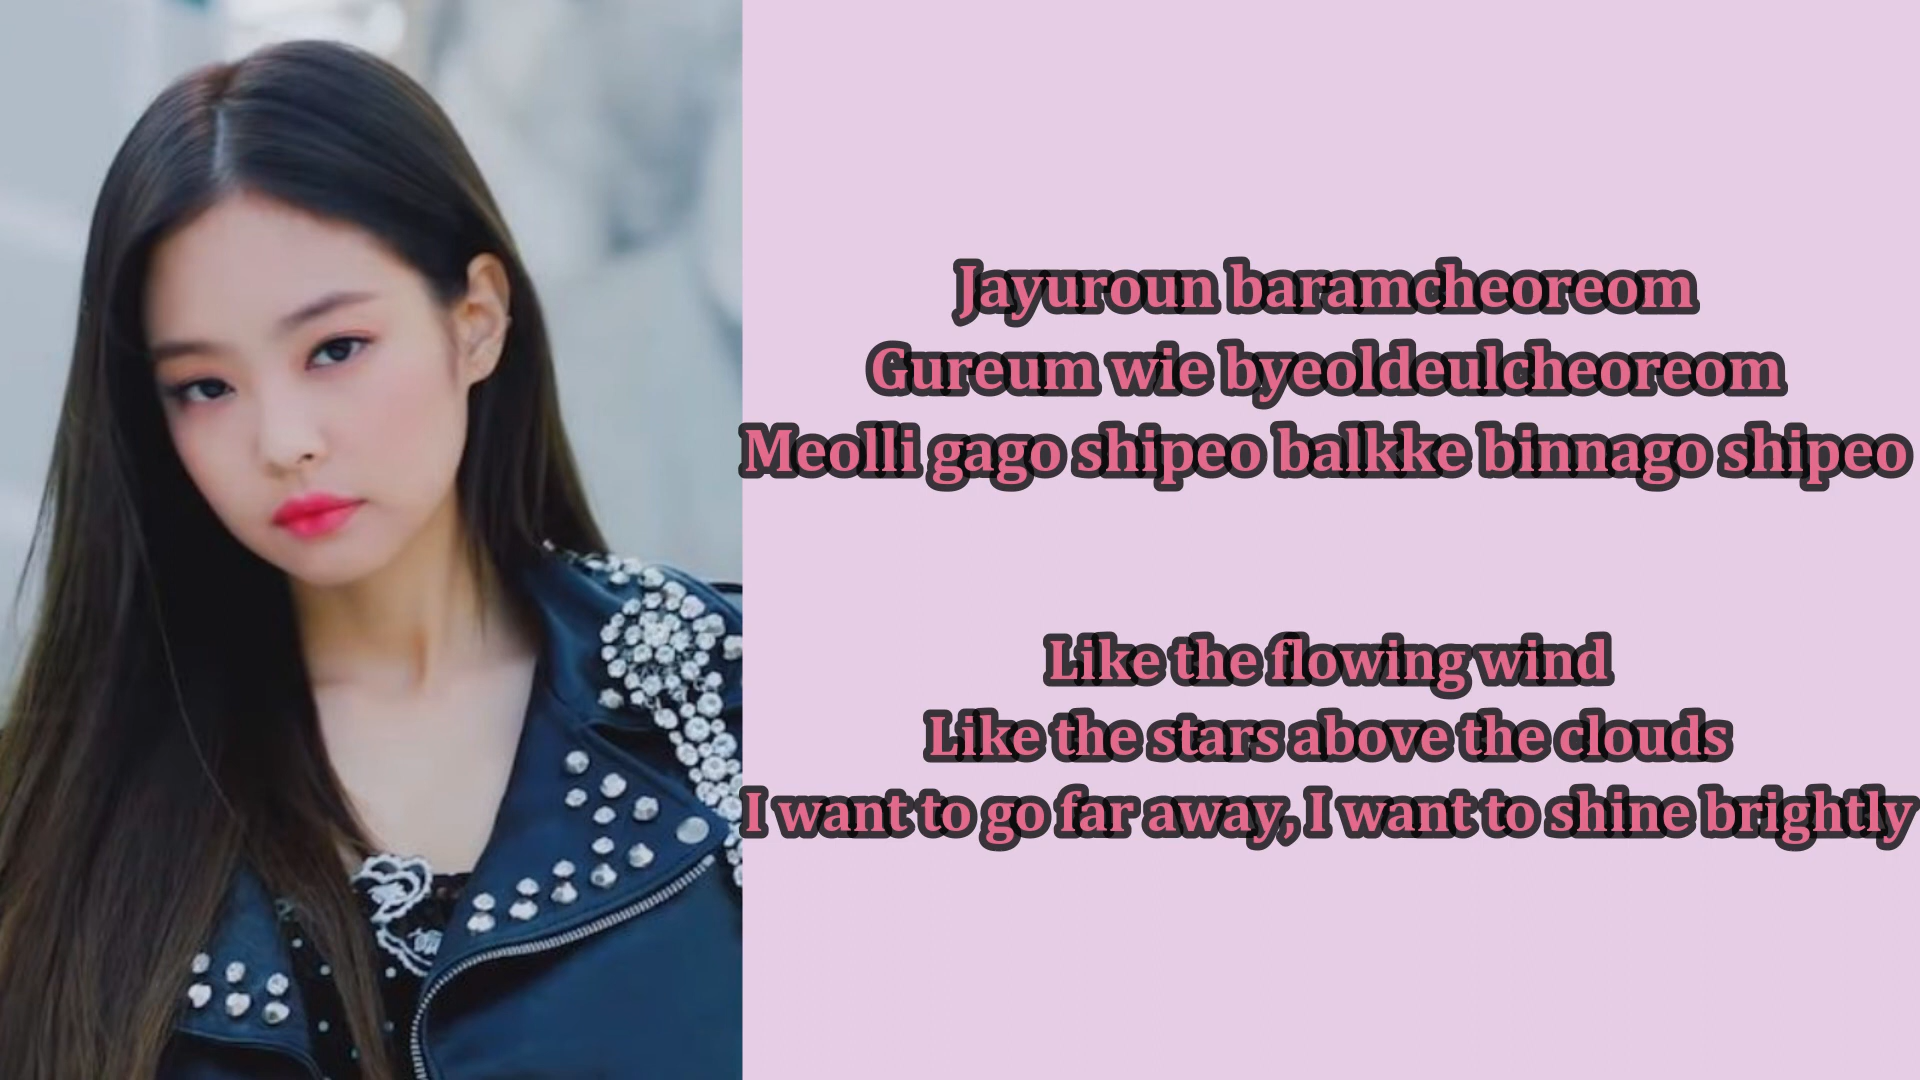 Jayuroun baramcheoreom
Gureum wie byeoldeulcheoreom
Meolli gago shipeo balkke binnago shipeo
Like the flowing wind
Like the stars above the clouds
I want to go far away, I want to shine brightly